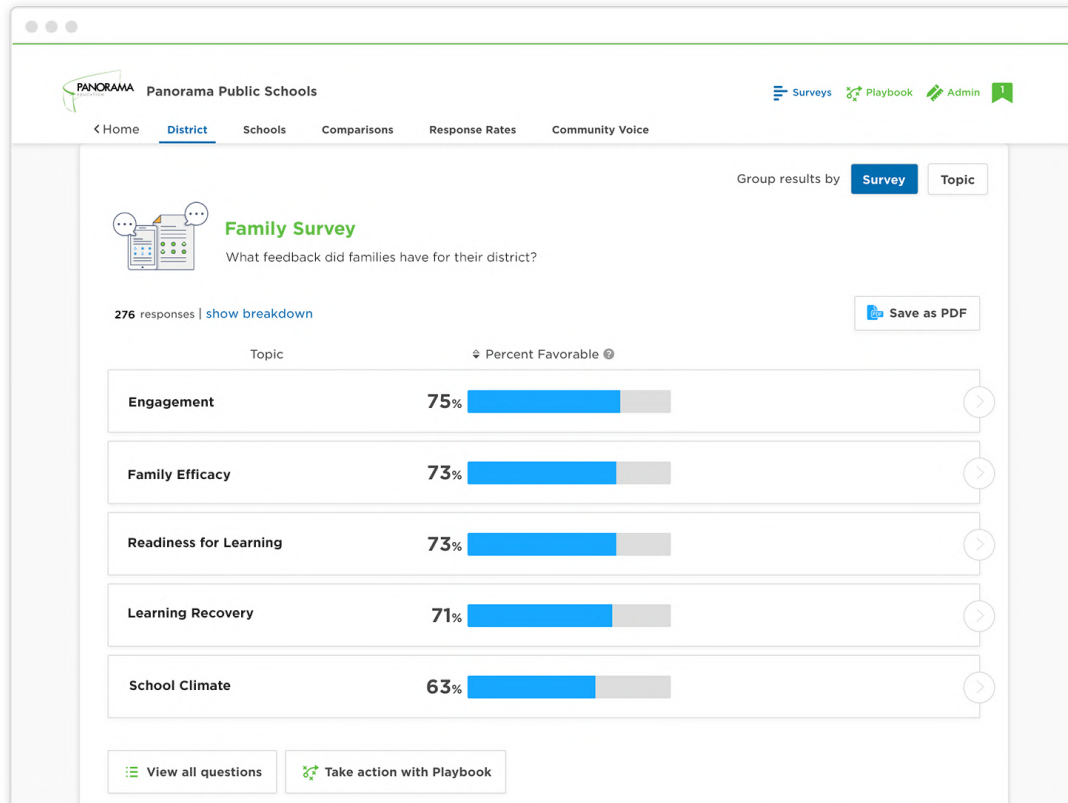 PANORAMA
EDUCATION
Panorama Public Schools
Surveys
Playbook
Admin
1
Home
District
Schools
Comparisons
Response Rates
Community Voice
Group results by
Survey
Topic
Family Survey
What feedback did families have for their district?
276 responses | show breakdown
PDF
Save as PDF
Topic
Percent Favorable ?
Engagement 75%
Family Efficacy 73%
Readiness for Learning 73%
Learning Recovery 71%
School Climate 63%
View all questions
Take action with Playbook